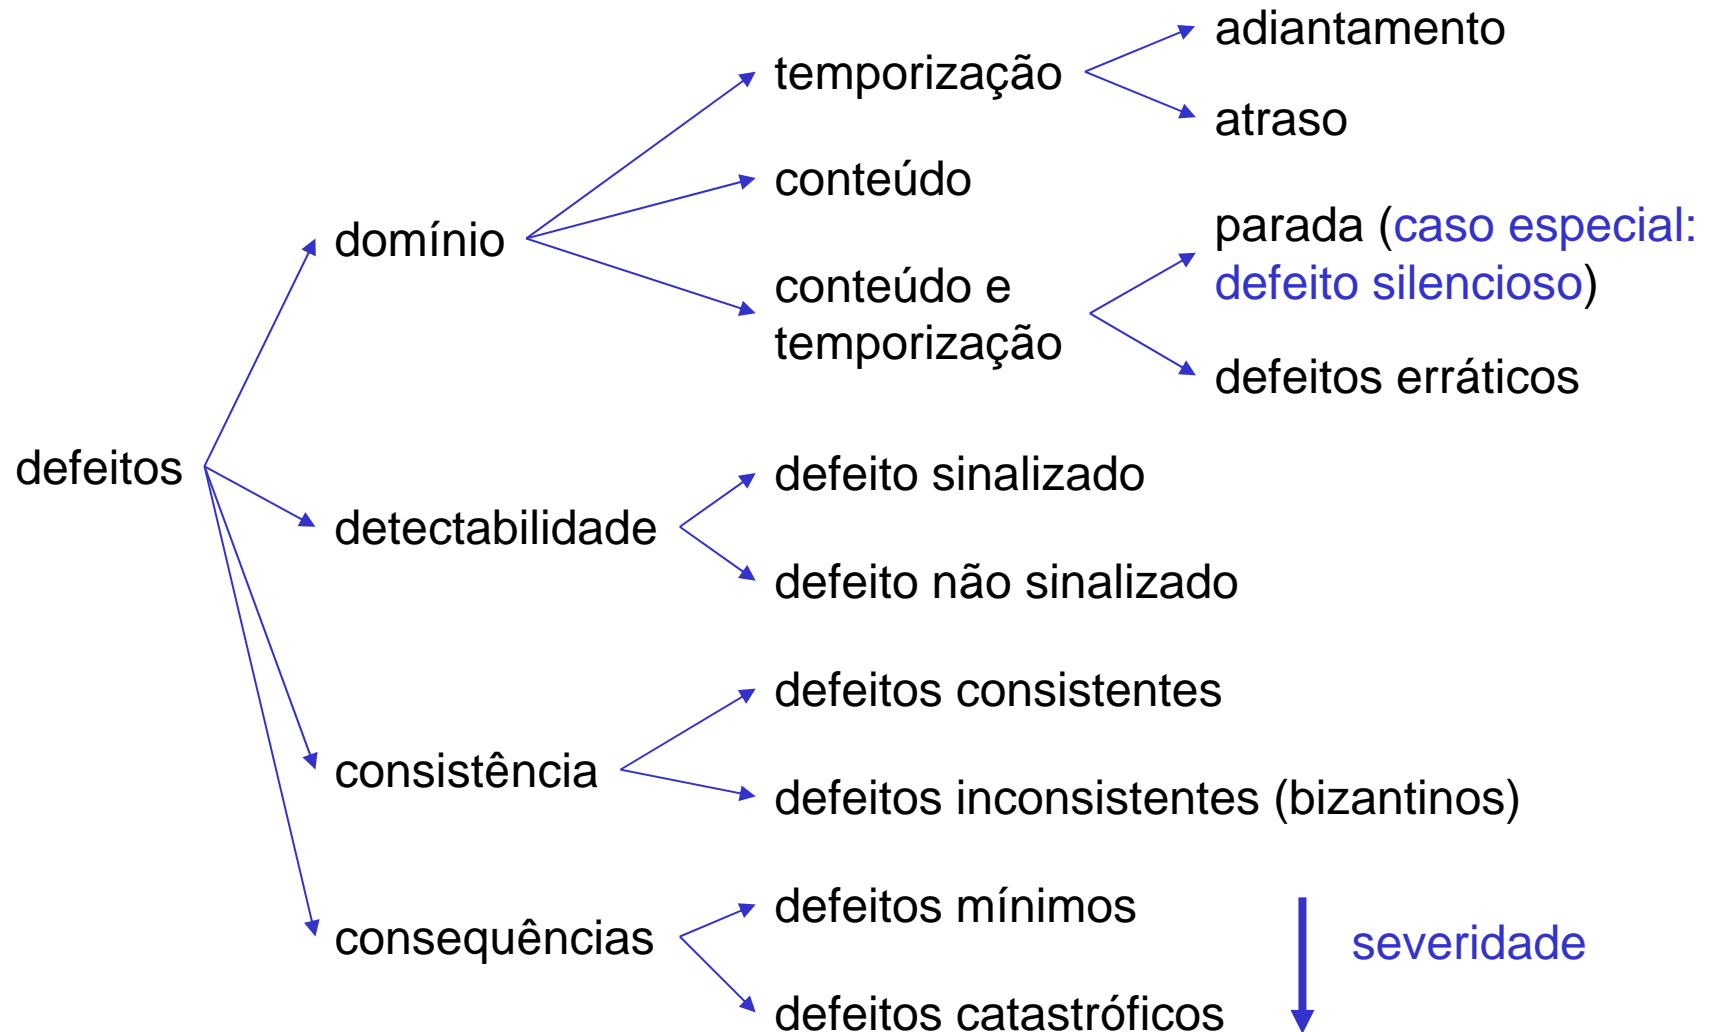 adiantamento
temporização
atraso
conteúdo
parada (caso especial:
defeito silencioso)
domínio
conteúdo e
temporização
defeitos erráticos
defeitos
defeito sinalizado
detectabilidade
defeito não sinalizado
defeitos consistentes
consistência
defeitos inconsistentes (bizantinos)
defeitos mínimos
consequências
severidade
defeitos catastróficos